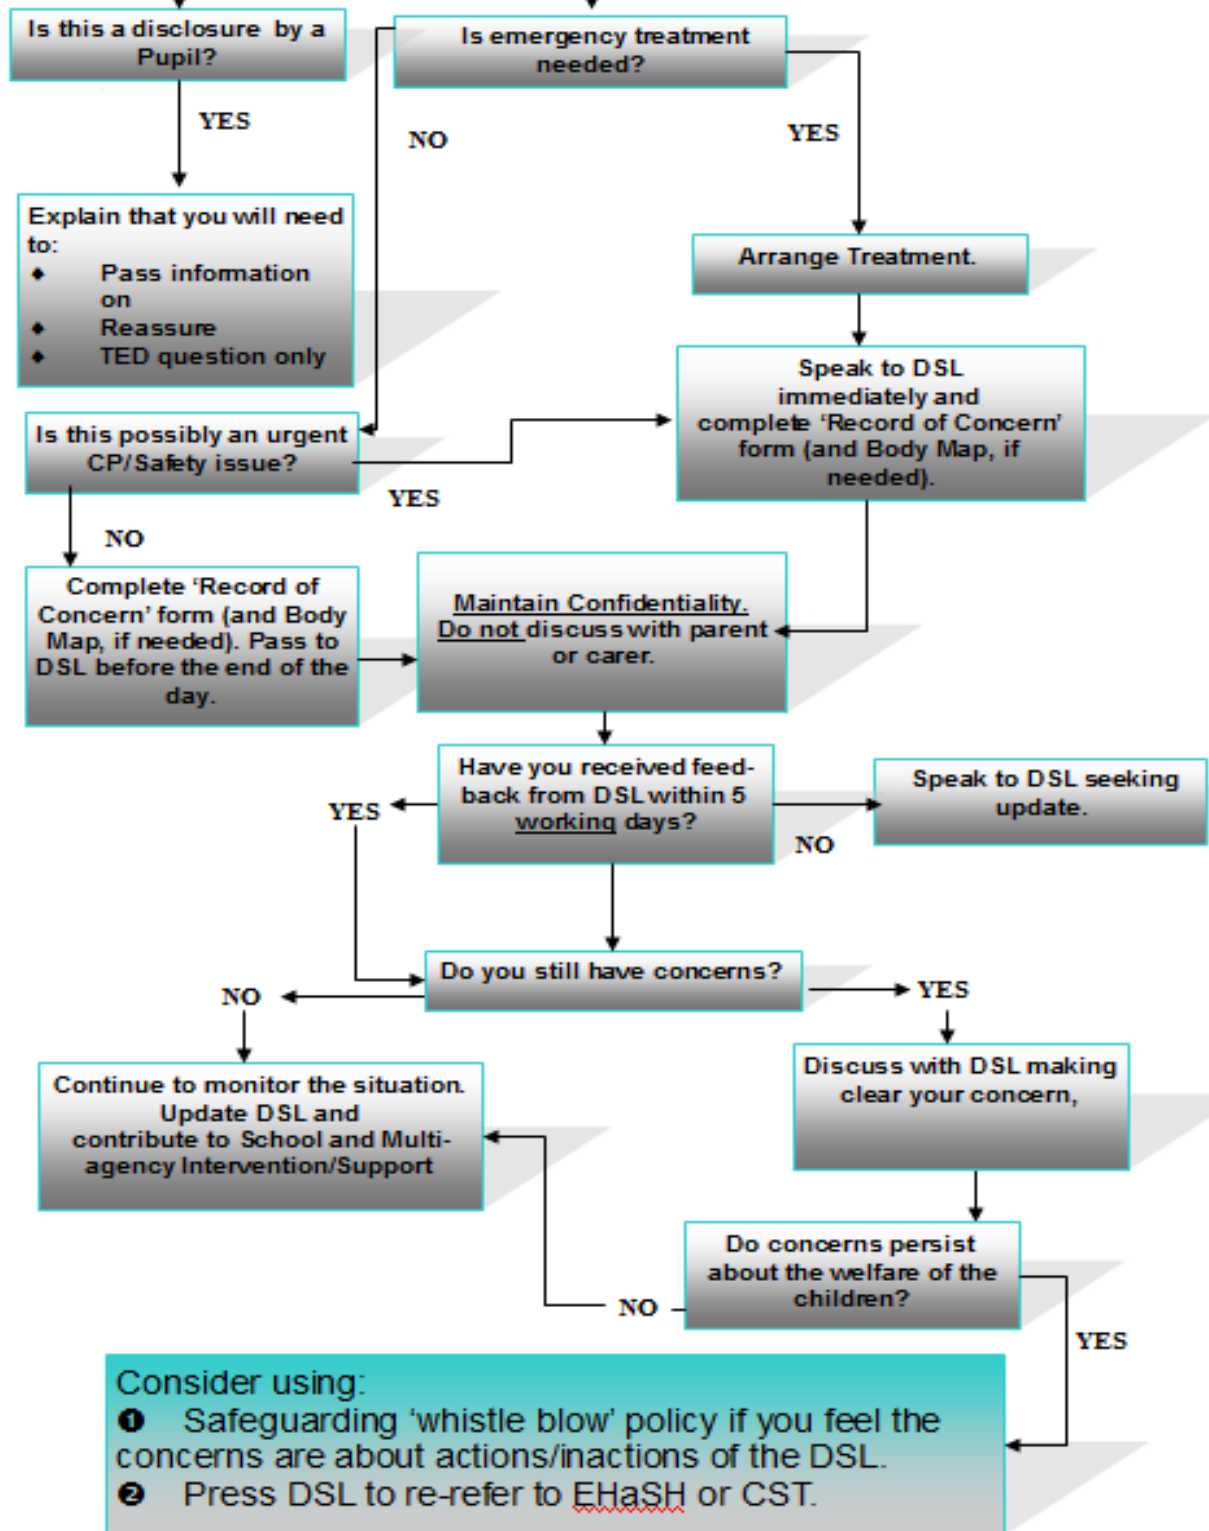 Is this a disclosure by a
Pupil?
Is emergency treatment
needed?
YES
NO
YES
Explain that you will need
to:
♦ Pass information
on
♦ Reassure
♦ TED question only
Arrange Treatment.
Speak to DSL
immediately and
complete ‘Record of Concern’
form (and Body Map, if
needed).
Is this possibly an urgent
CP/Safety issue?
YES
NO
Complete ‘Record of
Concern’ form (and Body
Map, if needed). Pass to
DSL before the end of the
day.
Maintain Confidentiality.
Do not discuss with parent
or carer.
Have you received feed-
back from DSL within 5
working days?
YES
NO
Speak to DSL seeking
update.
Do you still have concerns?
NO
YES
Continue to monitor the situation.
Update DSL and
contribute to School and Multi-
agency Intervention/Support
Discuss with DSL making
clear your concern,
Do concerns persist
about the welfare of the
children?
NO
YES
Consider using:
❶ Safeguarding ‘whistle blow’ policy if you feel the
concerns are about actions/inactions of the DSL.
❷ Press DSL to re-refer to EHaSH or CST.